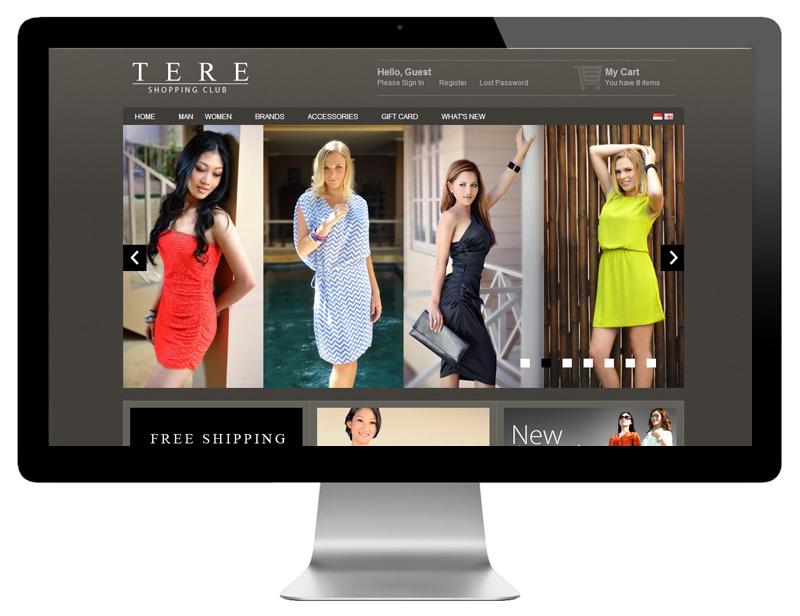 TERE
SHOPPING CLUB
Hello, Guest
Please Sign In Register Lost Password
My Cart
You have 0 items
HOME MAN WOMEN BRANDS ACCESSORIES GIFT CARD WHAT'S NEW
FREE SHIPPING
New